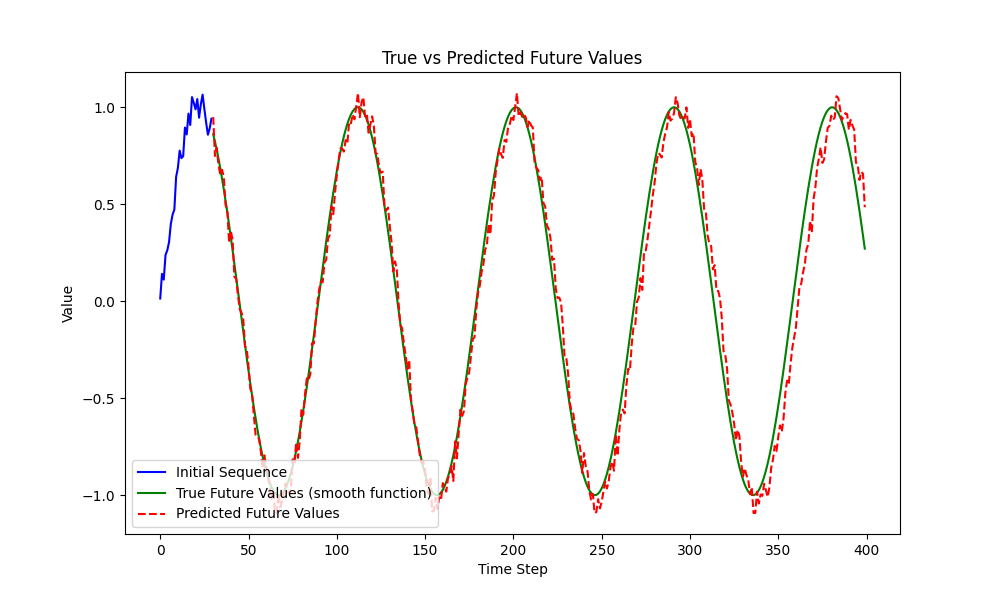 True vs Predicted Future Values
Value
1.0
0.5
0.0
−0.5
−1.0
Initial Sequence
True Future Values (smooth function)
Predicted Future Values
0 50 100 150 200 250 300 350 400
Time Step